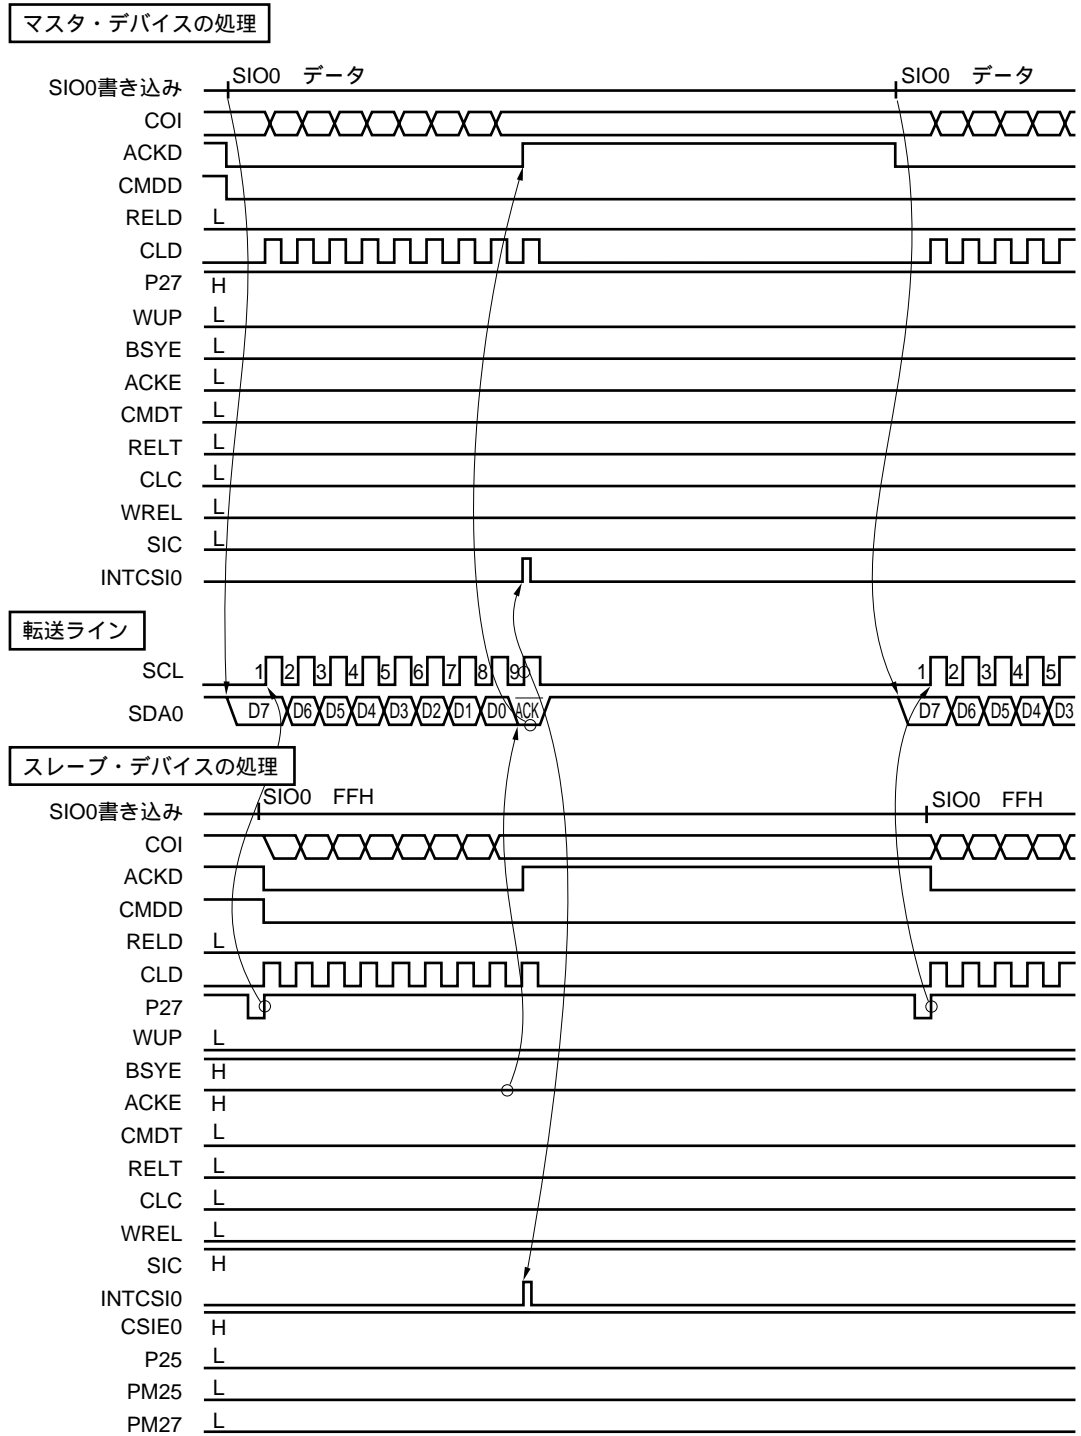 マスタ・デバイスの処理
SIO0書き込み SIO0 データ SIO0 データ
COI
ACKD
CMDD
RELD L
CLD
P27 H
WUP L
BSYE L
ACKE L
CMDT L
RELT L
CLC L
WREL L
SIC L
INTCSI0
転送ライン
SCL 1 2 3 4 5 6 7 8 9 1 2 3 4 5
SDA0 D7 D6 D5 D4 D3 D2 D1 D0 ACK D7 D6 D5 D4 D3
スレーブ・デバイスの処理
SIO0書き込み SIO0 FFH SIO0 FFH
COI
ACKD
CMDD
RELD L
CLD
P27
WUP L
BSYE H
ACKE H
CMDT L
RELT L
CLC L
WREL L
SIC H
INTCSI0
CSIE0 H
P25 L
PM25 L
PM27 L